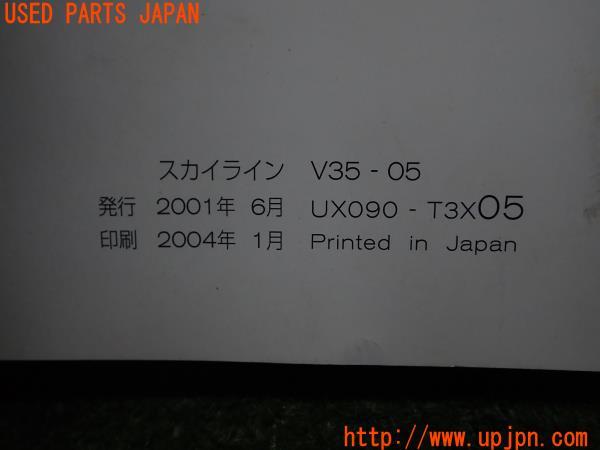 USED PARTS JAPAN
スカイライン V35 - 05
発行 2001年 6月 UX090 - T3X05
印刷 2004年 1月 Printed in Japan
http://www.upjpn.com